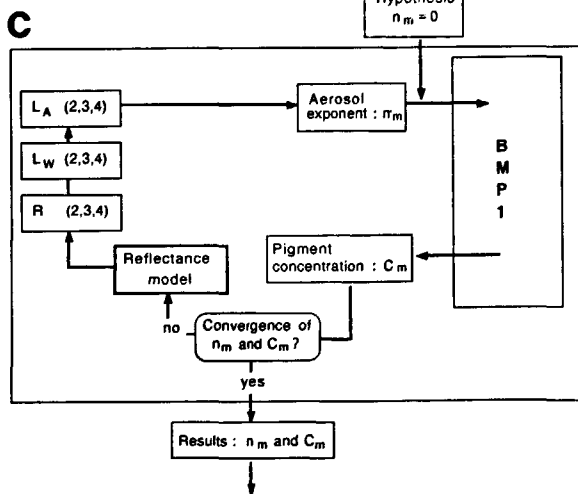 C
Hypothesis
n m = 0
L A (2,3,4)
Aerosol
exponent : n m
L W (2,3,4)
B
M
P
1
R (2,3,4)
Pigment
concentration : C m
Reflectance
model
no
Convergence of
n m and C m ?
yes
Results : n m and C m